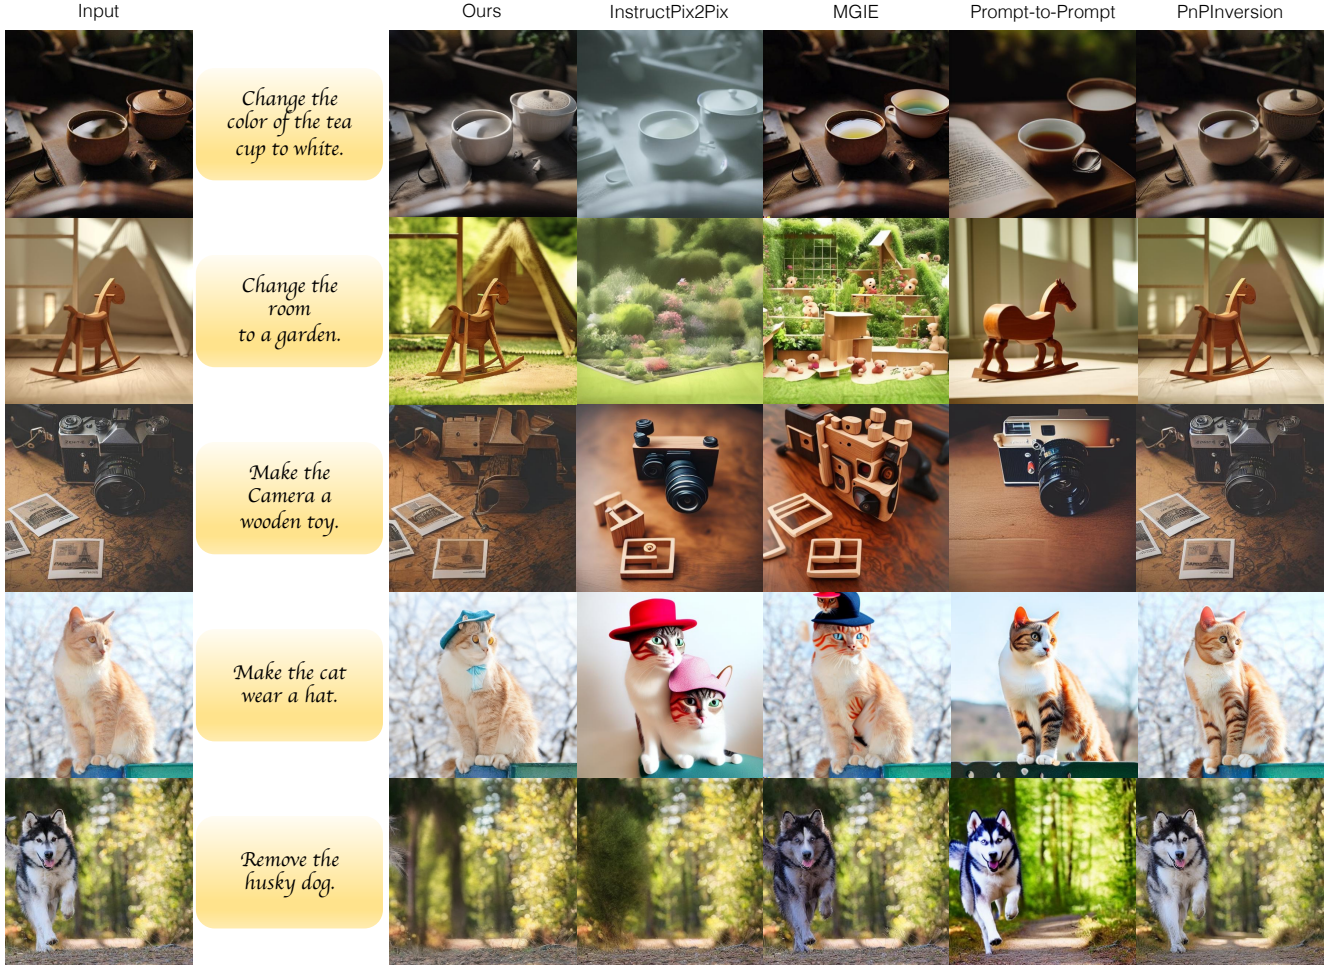 Input
Ours
InstructPix2Pix
MGIE
Prompt-to-Prompt
PnPInversion
Change the
color of the tea
cup to white.
Change the
room
to a garden.
Make the
Camera a
wooden toy.
Make the cat
wear a hat.
Remove the
husky dog.